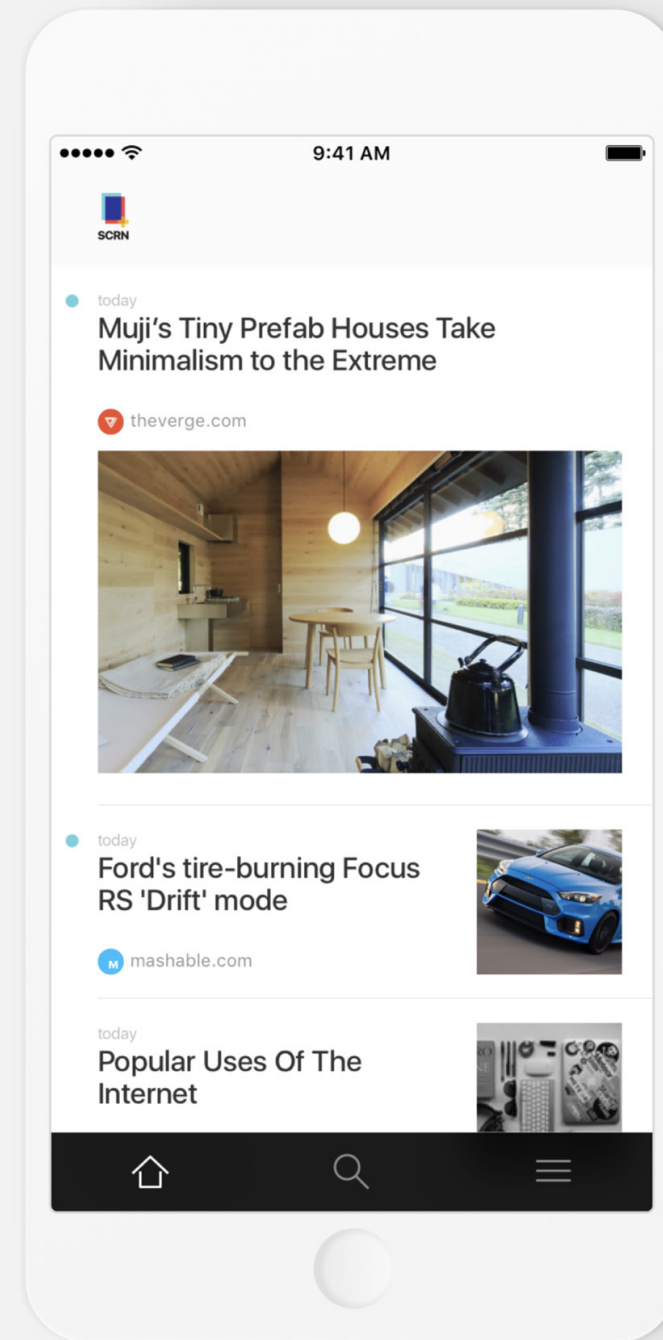 9:41 AM
SCRN
today
Muji’s Tiny Prefab Houses Take
Minimalism to the Extreme
theverge.com
today
Ford's tire-burning Focus
RS 'Drift' mode
M mashable.com
today
Popular Uses Of The
Internet